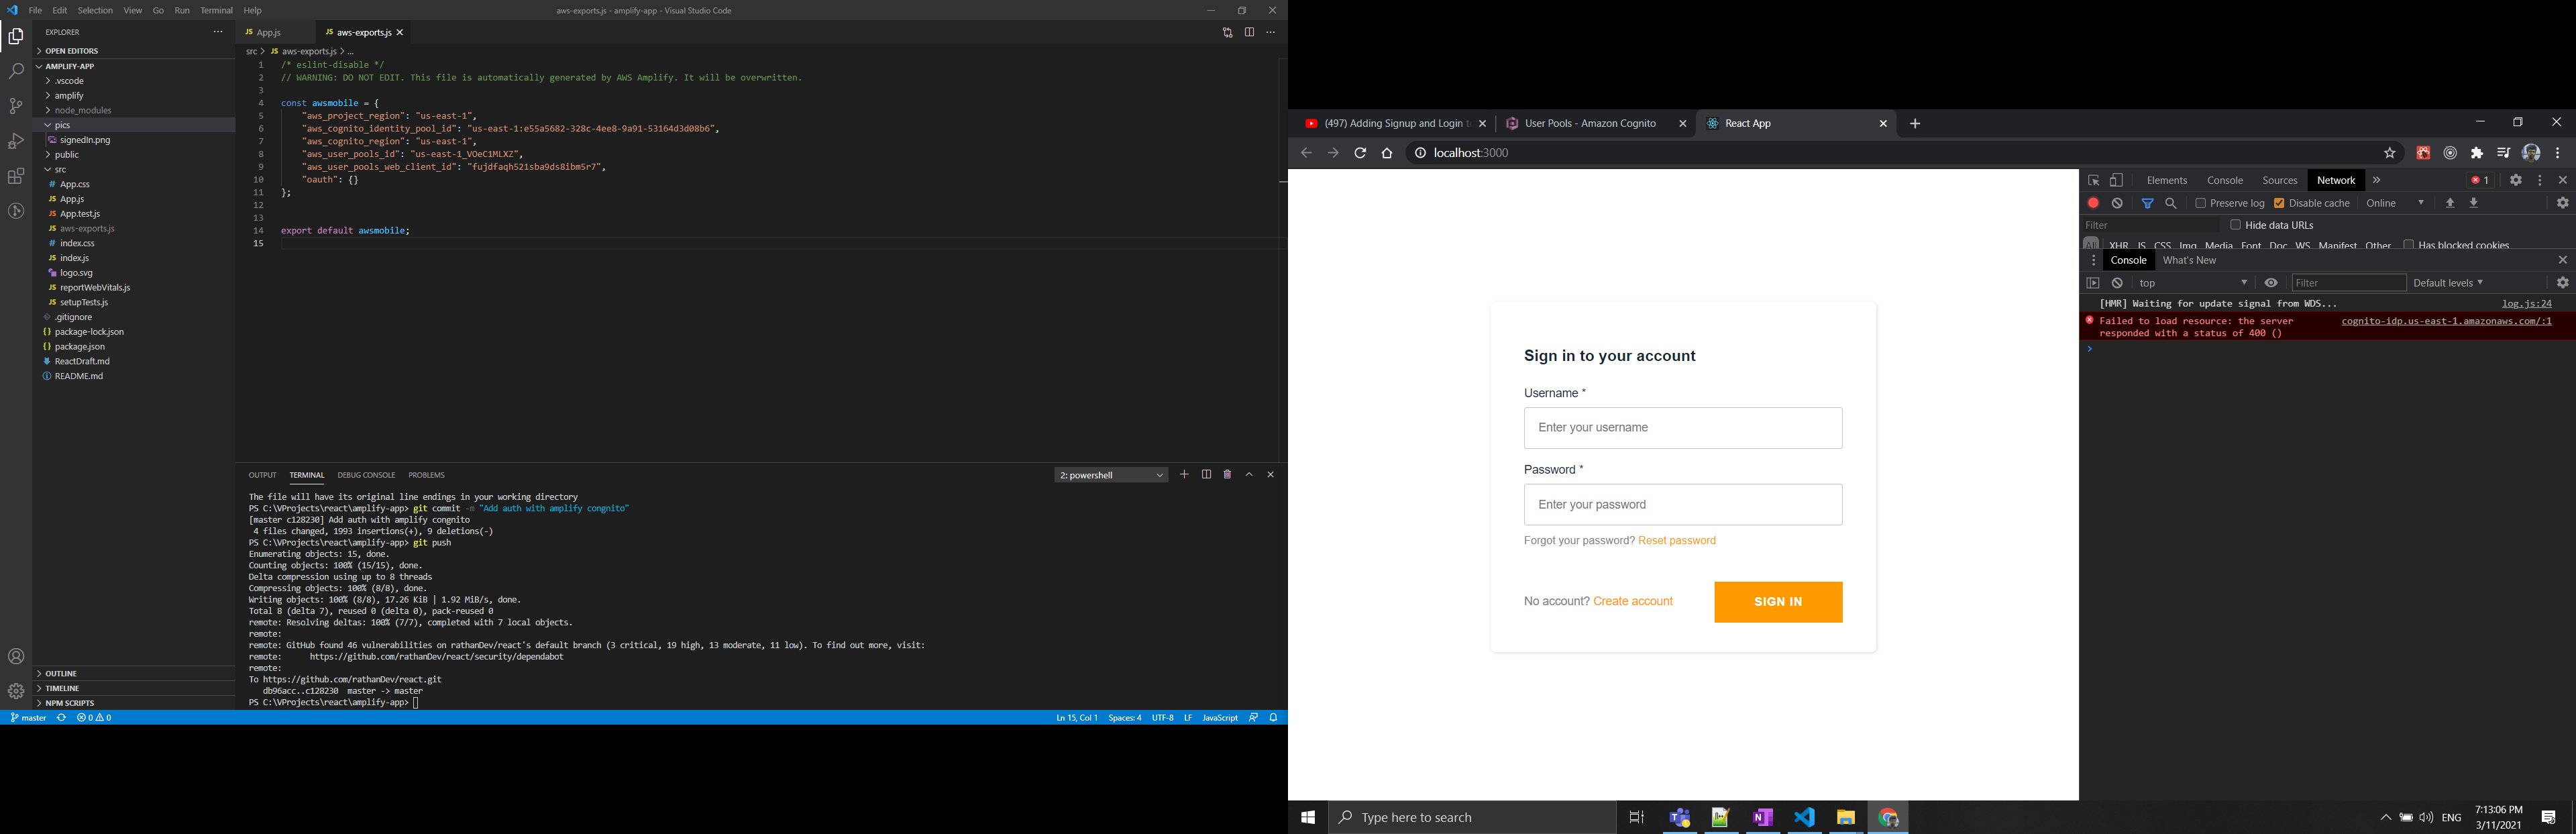 File Edit Selection View Go Run Terminal Help
aws-exports.js - amplify-app - Visual Studio Code
EXPLORER
OPEN EDITORS
AMPLIFY-APP
.vscode
amplify
node_modules
pics
signedIn.png
public
src
App.css
App.js
App.test.js
aws-exports.js
index.css
index.js
logo.svg
reportWebVitals.js
setupTests.js
.gitignore
package-lock.json
package.json
ReactDraft.md
README.md
OUTLINE
TIMELINE
NPM SCRIPTS
JS App.js
JS aws-exports.js
src > JS aws-exports.js > ...
1 /* eslint-disable */
2 // WARNING: DO NOT EDIT. This file is automatically generated by AWS Amplify. It will be overwritten.
3
4 const awsmobile = {
5 "aws_project_region": "us-east-1",
6 "aws_cognito_identity_pool_id": "us-east-1:e55a5682-328c-4ee8-9a91-53164d3d08b6",
7 "aws_cognito_region": "us-east-1",
8 "aws_user_pools_id": "us-east-1_VOeC1MLXZ",
9 "aws_user_pools_web_client_id": "fujdfaqh521sba9ds8ibm5r7",
10 "oauth": {}
11 };
12
13
14 export default awsmobile;
15
OUTPUT TERMINAL DEBUG CONSOLE PROBLEMS
2: powershell
The file will have its original line endings in your working directory
PS C:\VProjects\react\amplify-app> git commit -m "Add auth with amplify congnito"
[master c128230] Add auth with amplify congnito
4 files changed, 1993 insertions(+), 9 deletions(-)
PS C:\VProjects\react\amplify-app> git push
Enumerating objects: 15, done.
Counting objects: 100% (15/15), done.
Delta compression using up to 8 threads
Compressing objects: 100% (8/8), done.
Writing objects: 100% (8/8), 17.26 KiB | 1.92 MiB/s, done.
Total 8 (delta 7), reused 0 (delta 0), pack-reused 0
remote: Resolving deltas: 100% (7/7), completed with 7 local objects.
remote:
remote: GitHub found 46 vulnerabilities on rathanDev/react's default branch (3 critical, 19 high, 13 moderate, 11 low). To find out more, visit:
remote: https://github.com/rathanDev/react/security/dependabot
remote:
To https://github.com/rathanDev/react.git
db96acc..c128230 master -> master
PS C:\VProjects\react\amplify-app>
master 0 0
Ln 15, Col 1 Spaces: 4 UTF-8 LF JavaScript
(497) Adding Signup and Login
User Pools - Amazon Cognito
React App
localhost:3000
Sign in to your account
Username *
Enter your username
Password *
Enter your password
Forgot your password? Reset password
No account? Create account
SIGN IN
Elements Console Sources Network 1
Preserve log Disable cache Online
Filter Hide data URLs
All XHR JS CSS Img Media Font Doc WS Manifest Other Has blocked cookies
Console What's New
top Filter Default levels
[HMR] Waiting for update signal from WDS... log.js:24
Failed to load resource: the server cognito-idp.us-east-1.amazonaws.com/:1
responded with a status of 400 ()
Type here to search
ENG
7:13:06 PM
3/11/2021